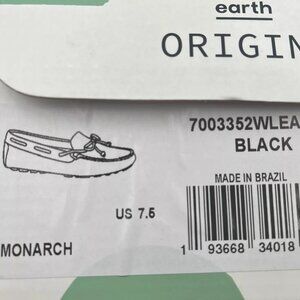 earth
ORIGIN
7003352WLEA
BLACK
MADE IN BRAZIL
US 7.5
MONARCH
1 93668 34018